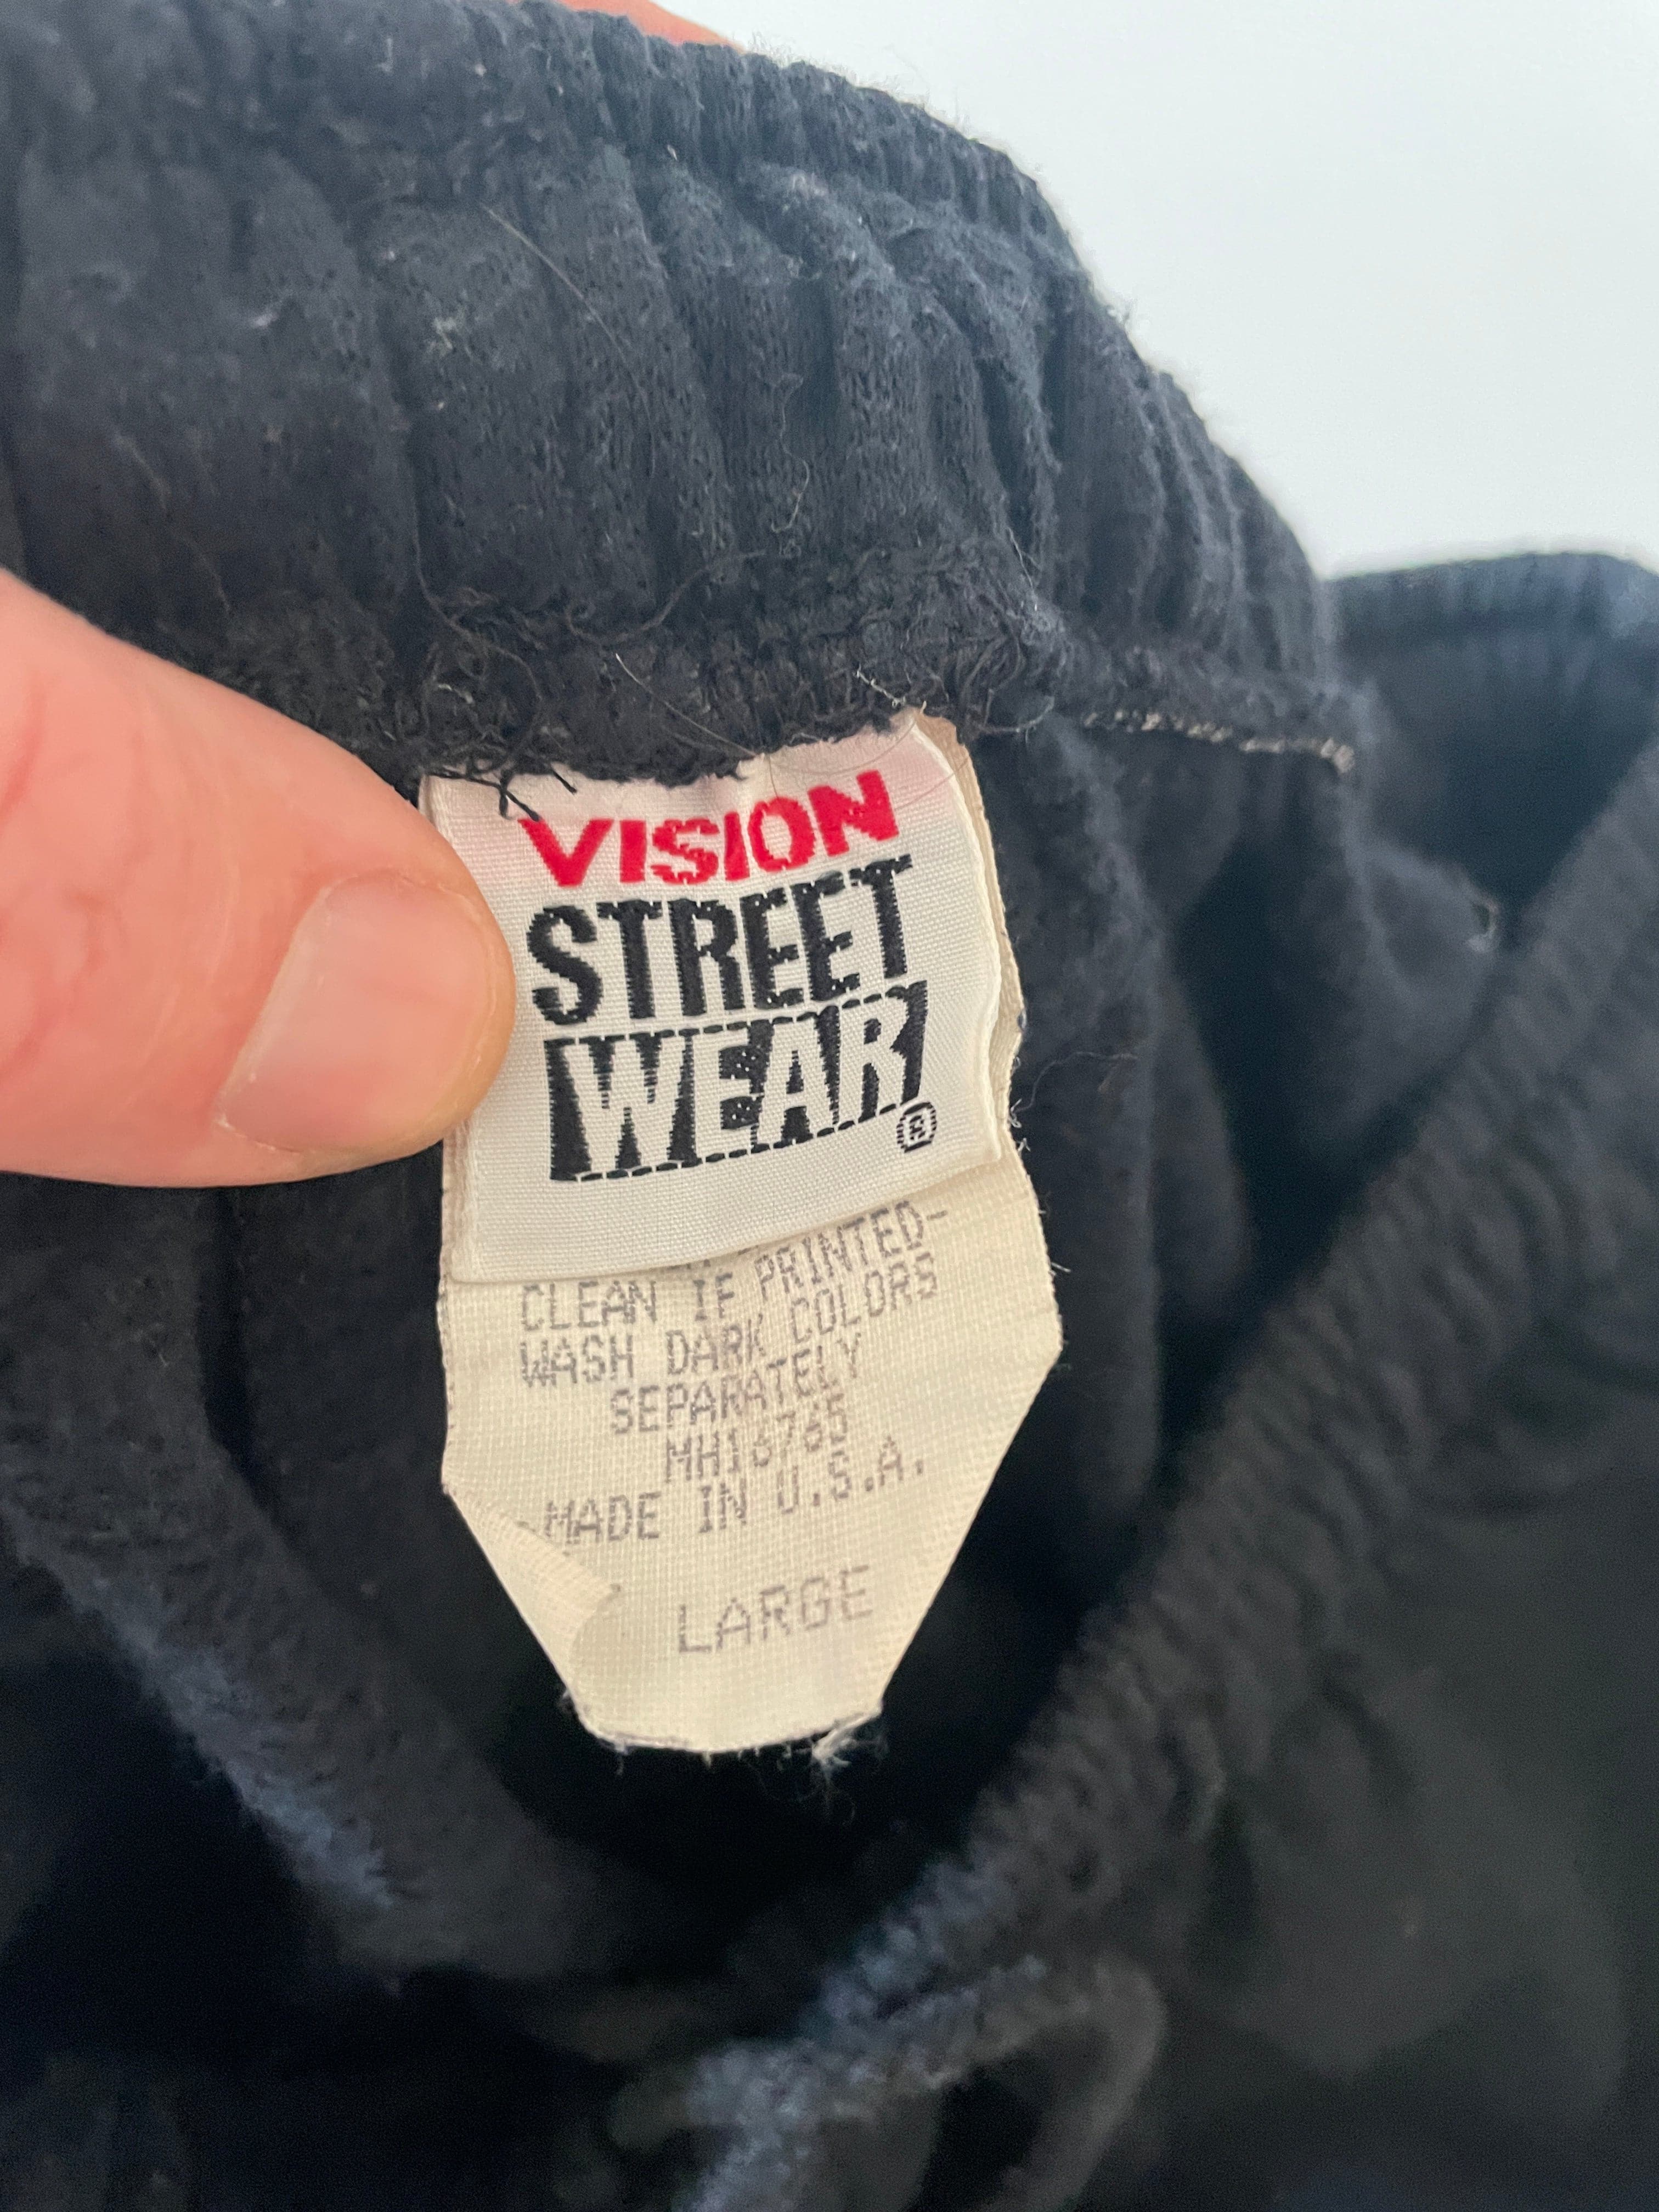 VISION
STREET
WEAR
®
CLEAN IF PRINTED-
WASH DARK COLORS
SEPARATELY
MH16765
MADE IN U.S.A.
LARGE